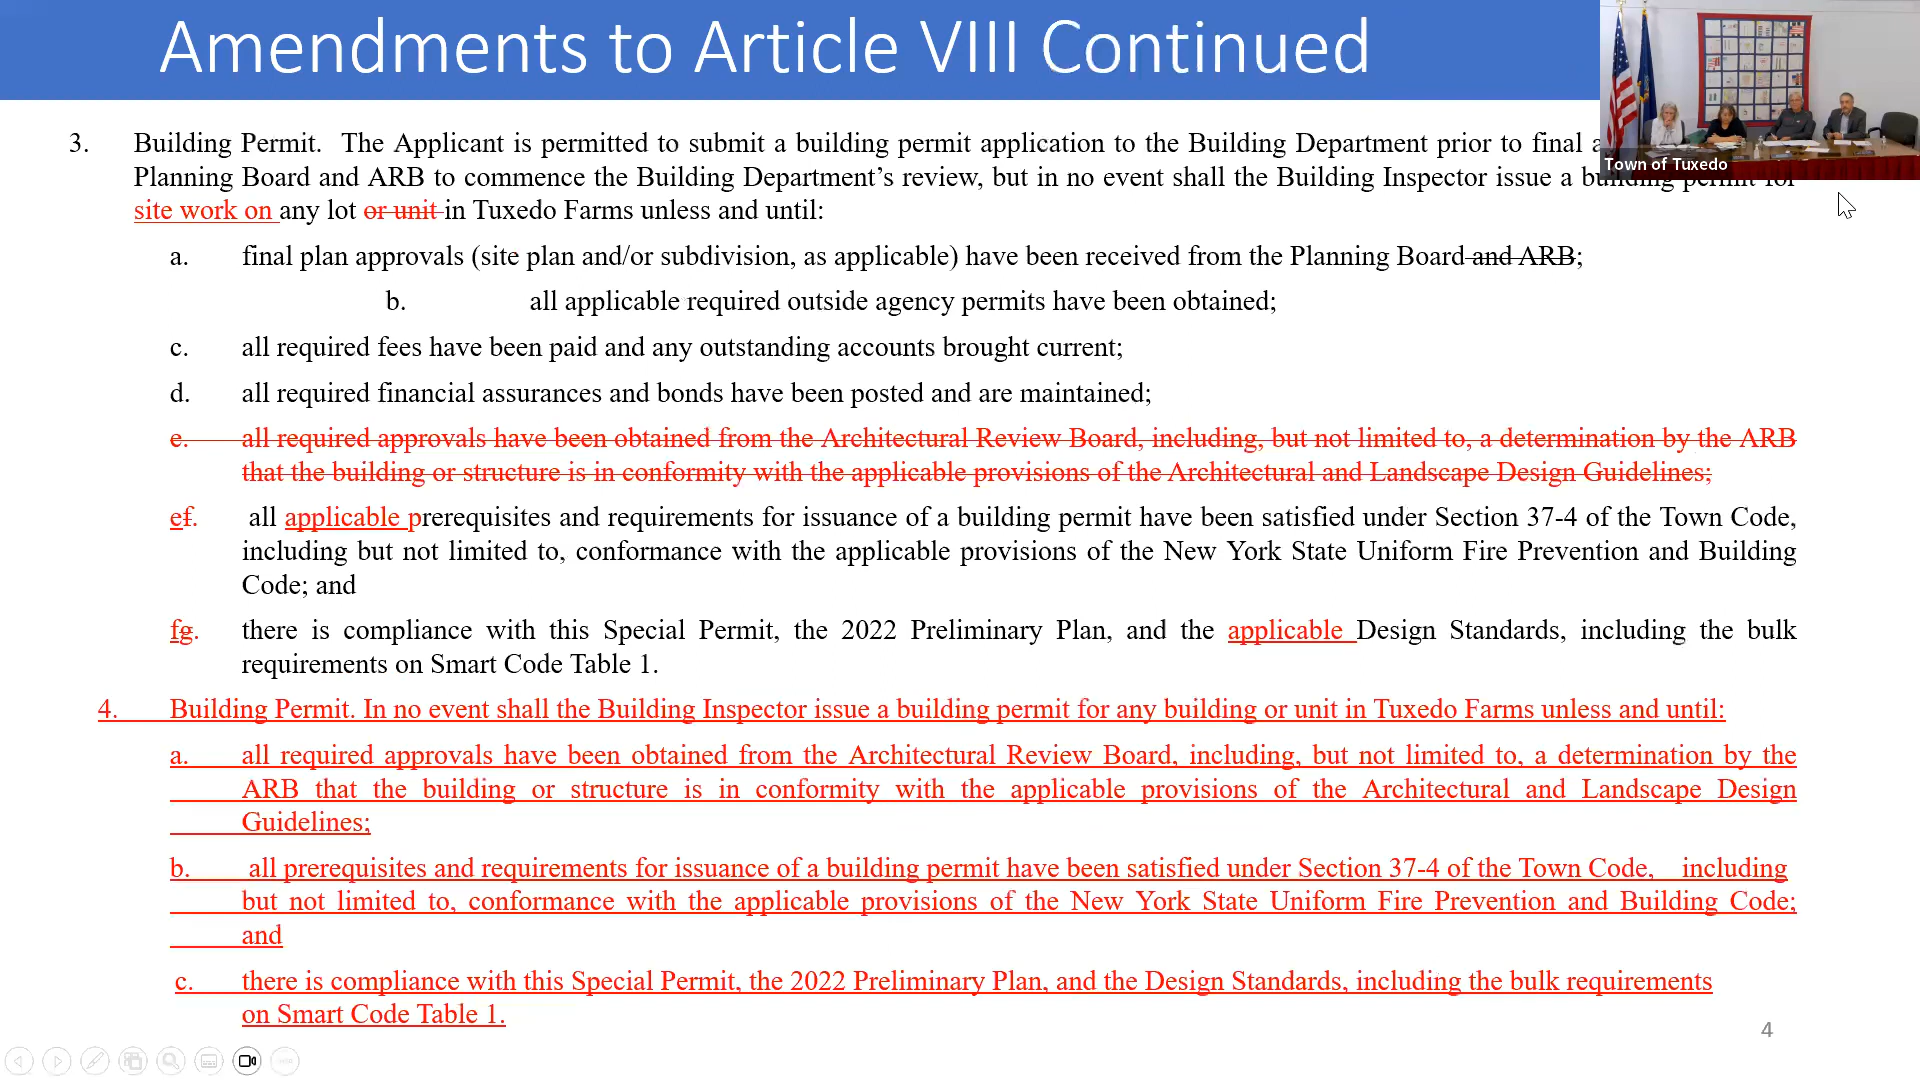 Amendments to Article VIII Continued
Town of Tuxedo
3. Building Permit. The Applicant is permitted to submit a building permit application to the Building Department prior to final
Planning Board and ARB to commence the Building Department's review, but in no event shall the Building Inspector issue a building permit for
site work on any lot or unit in Tuxedo Farms unless and until:
a. final plan approvals (site plan and/or subdivision, as applicable) have been received from the Planning Board and ARB;
b. all applicable required outside agency permits have been obtained;
c. all required fees have been paid and any outstanding accounts brought current;
d. all required financial assurances and bonds have been posted and are maintained;
e. all required approvals have been obtained from the Architectural Review Board, including, but not limited to, a determination by the ARB
that the building or structure is in conformity with the applicable provisions of the Architectural and Landscape Design Guidelines;
ef. all applicable prerequisites and requirements for issuance of a building permit have been satisfied under Section 37-4 of the Town Code,
including but not limited to, conformance with the applicable provisions of the New York State Uniform Fire Prevention and Building
Code; and
fg. there is compliance with this Special Permit, the 2022 Preliminary Plan, and the applicable Design Standards, including the bulk
requirements on Smart Code Table 1.
4. Building Permit. In no event shall the Building Inspector issue a building permit for any building or unit in Tuxedo Farms unless and until:
a. all required approvals have been obtained from the Architectural Review Board, including, but not limited to, a determination by the
ARB that the building or structure is in conformity with the applicable provisions of the Architectural and Landscape Design
Guidelines;
b. all prerequisites and requirements for issuance of a building permit have been satisfied under Section 37-4 of the Town Code, including
but not limited to, conformance with the applicable provisions of the New York State Uniform Fire Prevention and Building Code;
and
c. there is compliance with this Special Permit, the 2022 Preliminary Plan, and the Design Standards, including the bulk requirements
on Smart Code Table 1.
4